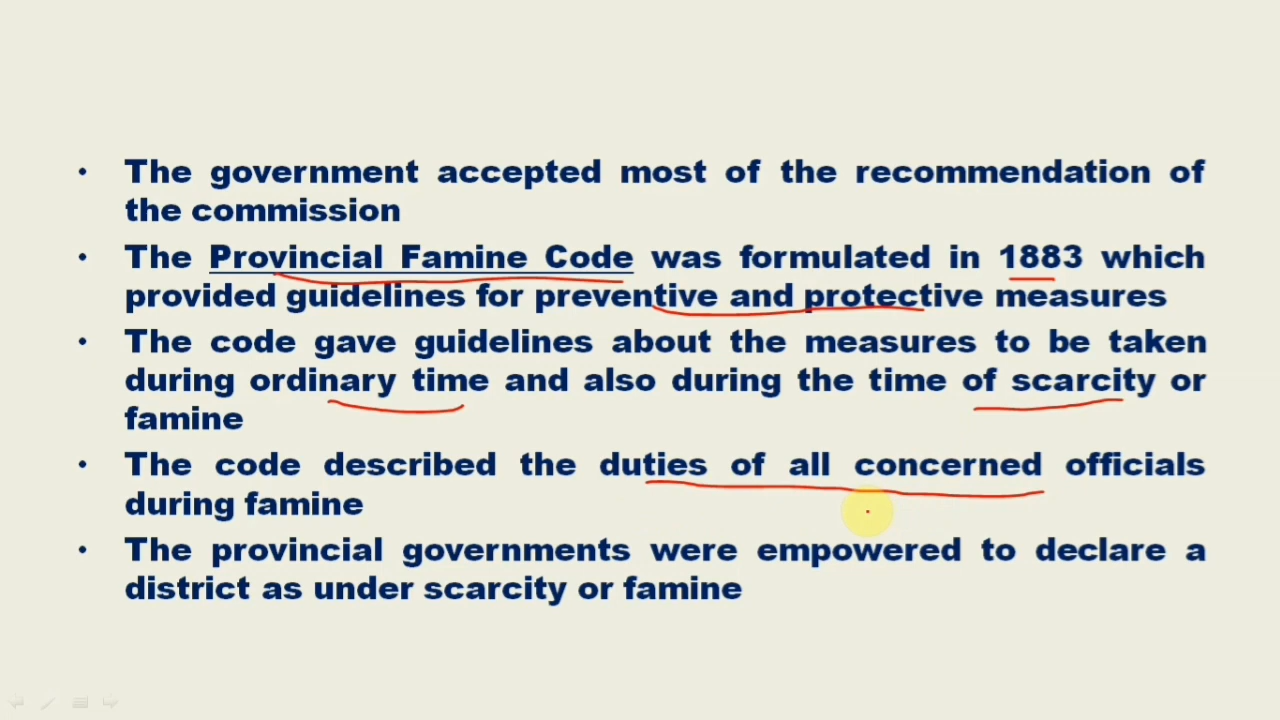 • The government accepted most of the recommendation of
the commission
• The Provincial Famine Code was formulated in 1883 which
provided guidelines for preventive and protective measures
• The code gave guidelines about the measures to be taken
during ordinary time and also during the time of scarcity or
famine
• The code described the duties of all concerned officials
during famine
• The provincial governments were empowered to declare a
district as under scarcity or famine